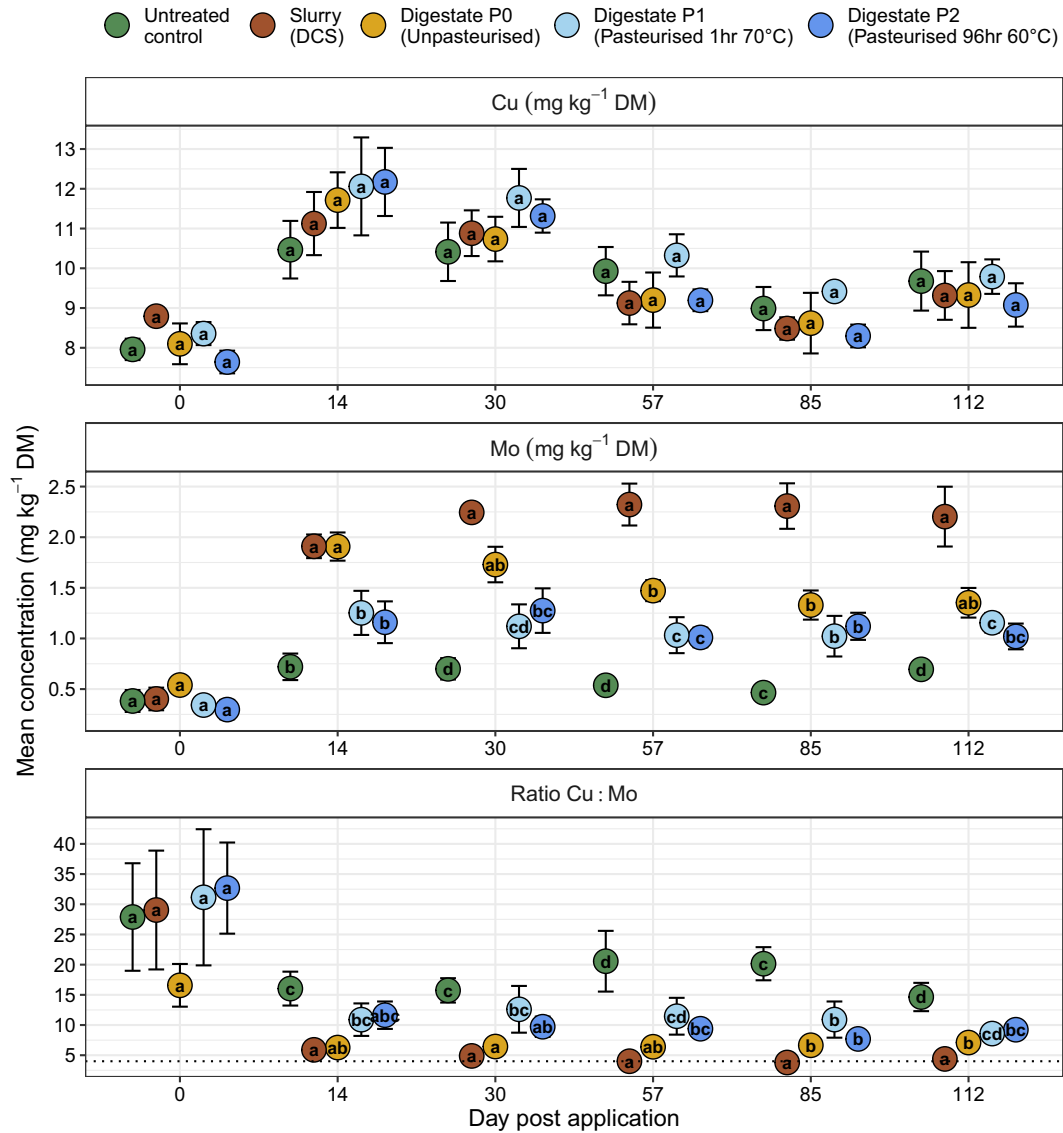 Untreated control
Slurry (DCS)
Digestate P0 (Unpasteurised)
Digestate P1 (Pasteurised 1hr 70°C)
Digestate P2 (Pasteurised 96hr 60°C)
Mean concentration (mg kg⁻¹ DM)
Cu (mg kg⁻¹ DM)
13
12
11
10
9
8
a a a a a
a a a a a
a a a a a
a a a a a
a a a a a
a a a a a
0 14 30 57 85 112
Mo (mg kg⁻¹ DM)
2.5
2.0
1.5
1.0
0.5
a a a a a
b a a b b
d a ab cd bc
d a b c c
c a b b b
d a ab c bc
0 14 30 57 85 112
Ratio Cu : Mo
40
35
30
25
20
15
10
5
a a a a a
c a ab bc abc
c a a bc ab
d a ab cd bc
c a b b b
d a b cd bc
0 14 30 57 85 112
Day post application